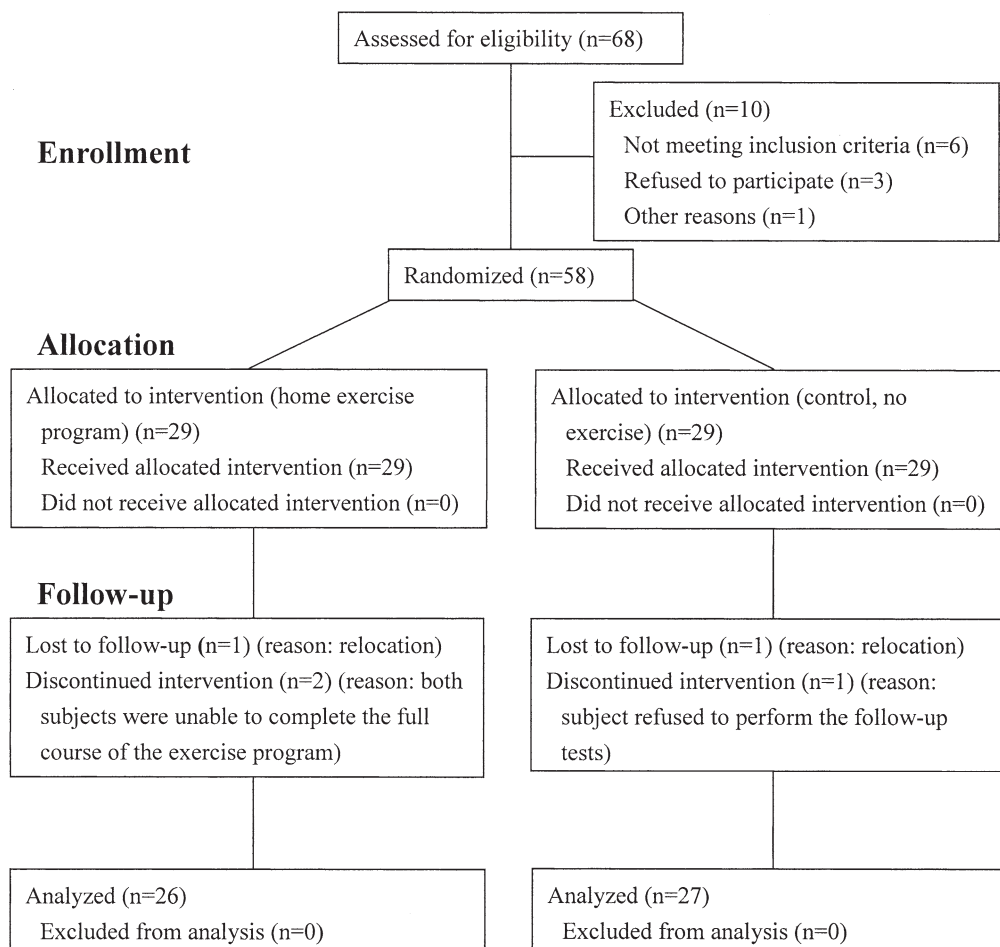 Assessed for eligibility (n=68)
Excluded (n=10)
Not meeting inclusion criteria (n=6)
Refused to participate (n=3)
Other reasons (n=1)
Enrollment
Randomized (n=58)
Allocation
Allocated to intervention (home exercise
program) (n=29)
Received allocated intervention (n=29)
Did not receive allocated intervention (n=0)
Allocated to intervention (control, no
exercise) (n=29)
Received allocated intervention (n=29)
Did not receive allocated intervention (n=0)
Follow-up
Lost to follow-up (n=1) (reason: relocation)
Discontinued intervention (n=2) (reason: both
subjects were unable to complete the full
course of the exercise program)
Lost to follow-up (n=1) (reason: relocation)
Discontinued intervention (n=1) (reason:
subject refused to perform the follow-up
tests)
Analyzed (n=26)
Excluded from analysis (n=0)
Analyzed (n=27)
Excluded from analysis (n=0)